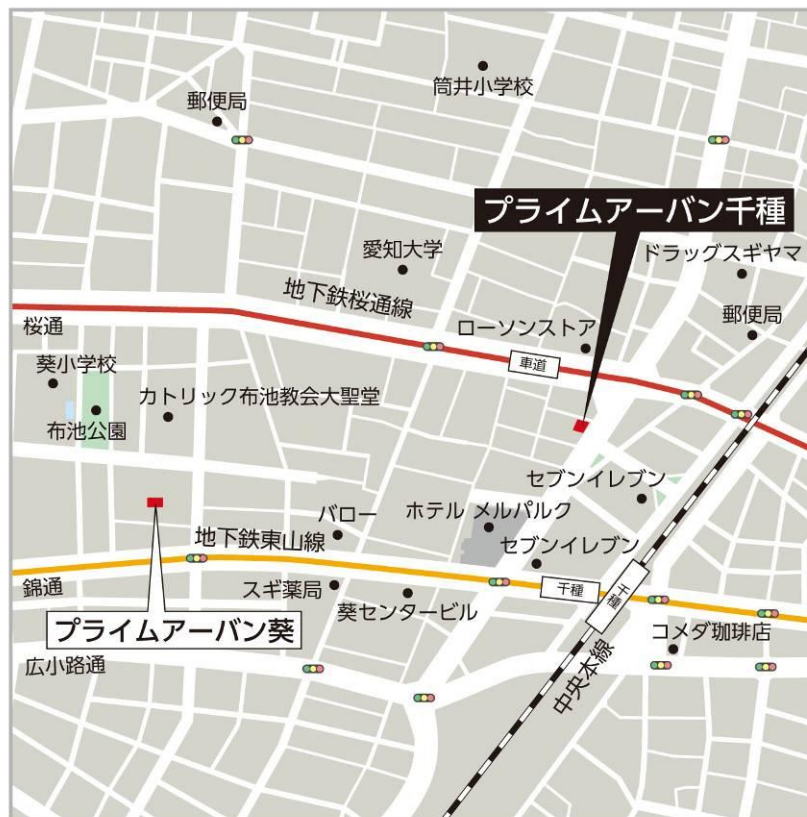 筒井小学校
郵便局
プライムアーバン千種
愛知大学
ドラッグスギヤマ
地下鉄桜通線
桜通
ローソンストア
郵便局
車道
葵小学校
カトリック布池教会大聖堂
布池公園
セブンイレブン
バロー
ホテル メルパルク
地下鉄東山線
セブンイレブン
錦通
スギ薬局
千種
千種
葵センタービル
プライムアーバン葵
コメダ珈琲店
広小路通
中央本線